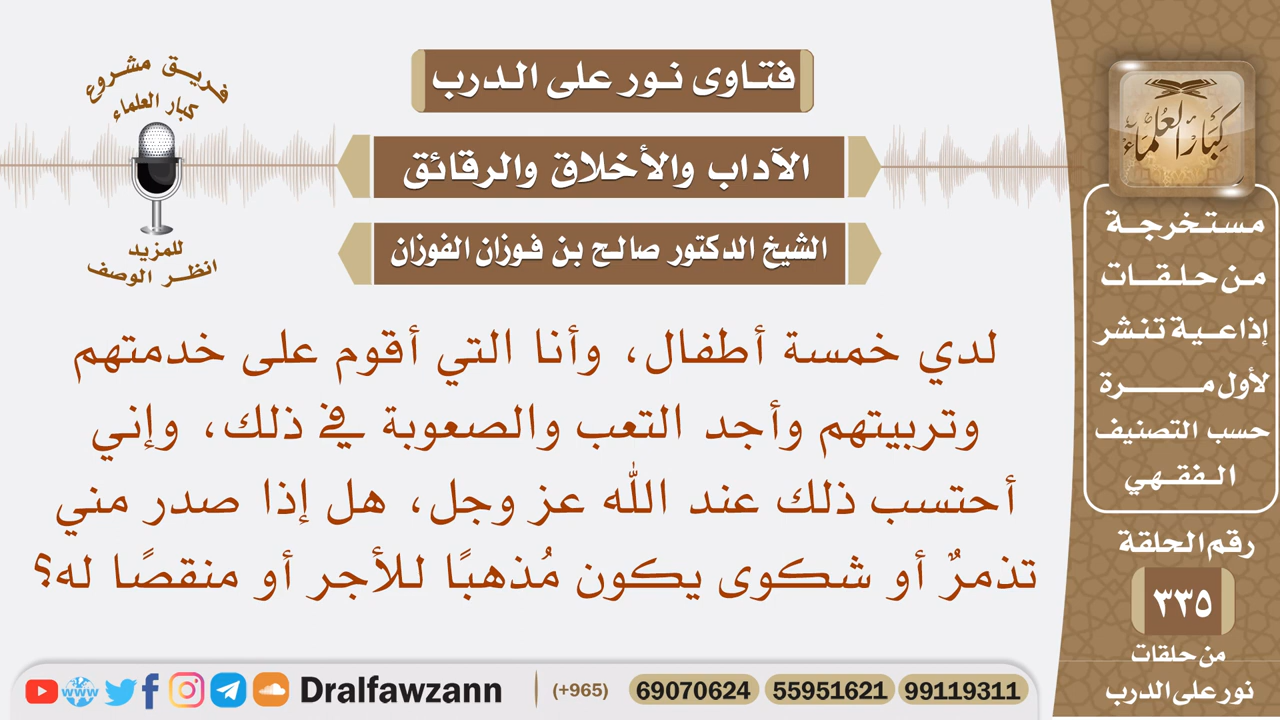 فتاوى نور على الدرب
الآداب والأخلاق والرقائق
الشيخ الدكتور صالح بن فوزان الفوزان
لدي خمسة أطفال، وأنا التي أقوم على خدمتهم
وتربيتهم وأجد التعب والصعوبة في ذلك، وإني
أحتسب ذلك عند الله عز وجل، هل إذا صدر مني
تذمرٌ أو شكوى يكون مُذهبًا للأجر أو منقصًا له؟
كبار العلماء
مستخرجة
من حلقات
إذاعية تنشر
لأول مرة
حسب التصنيف
الفقهي
رقم الحلقة
٣٣٥
من حلقات
نور على الدرب
فريق مشروع
كبار العلماء
للمزيد
انظر الوصف
www
Dralfawzann
(+965)
69070624
55951621
99119311